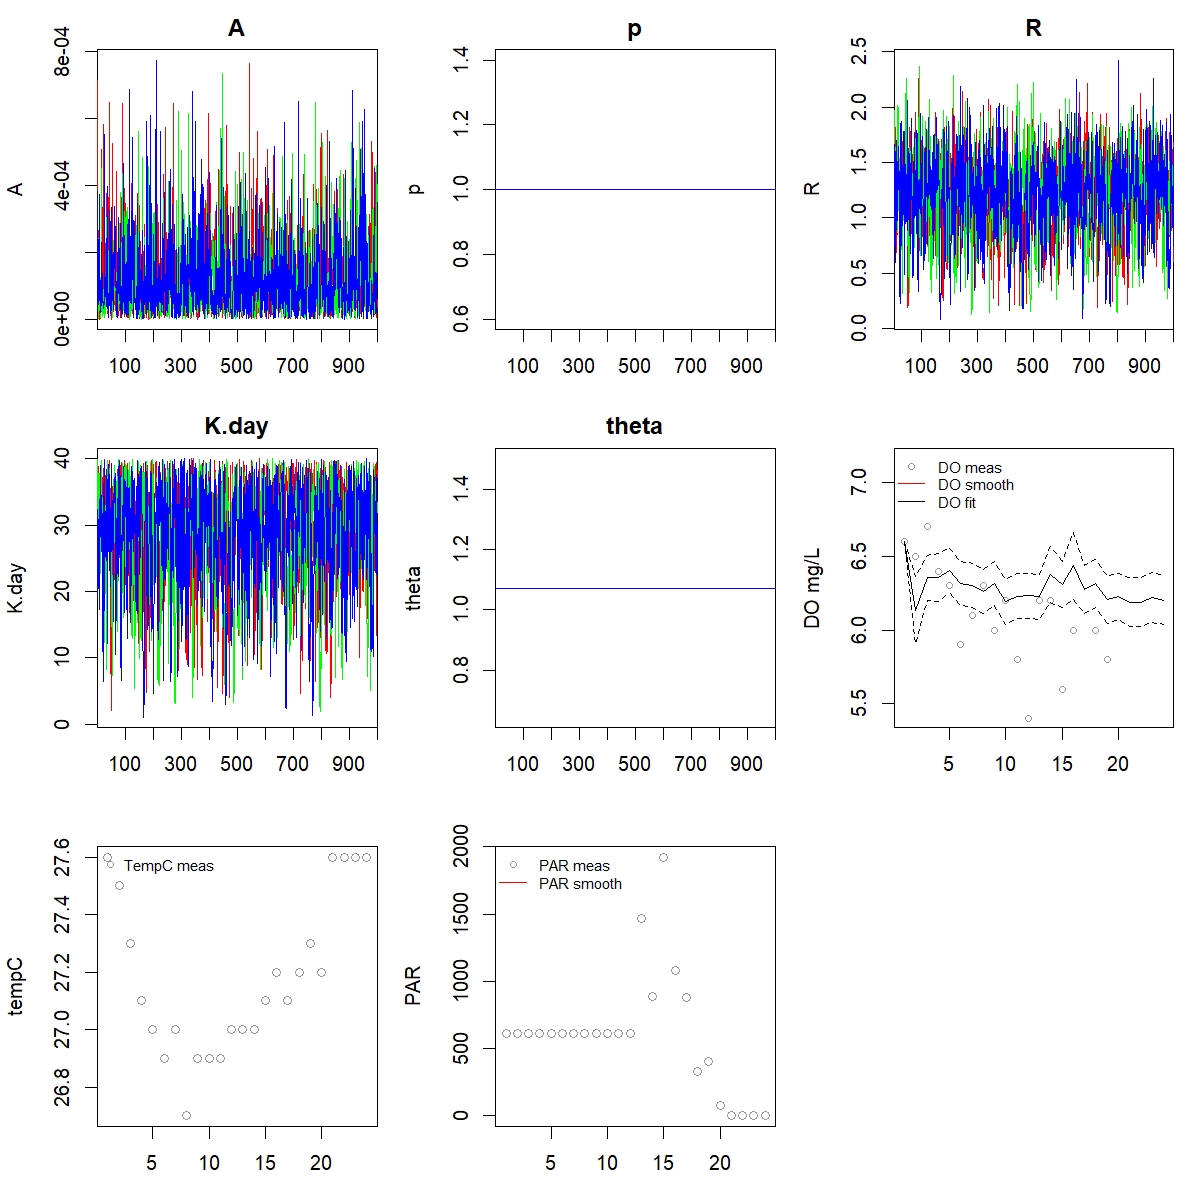 A
8e-04
4e-04
0e+00
A
100 300 500 700 900
p
1.4
1.2
1.0
0.8
0.6
p
100 300 500 700 900
R
2.5
2.0
1.5
1.0
0.5
0.0
R
100 300 500 700 900
K.day
40
30
20
10
0
K.day
100 300 500 700 900
theta
1.4
1.2
1.0
0.8
theta
100 300 500 700 900
DO meas
DO smooth
DO fit
7.0
6.5
6.0
5.5
DO mg/L
5 10 15 20
TempC meas
27.6
27.4
27.2
27.0
26.8
tempC
5 10 15 20
PAR meas
PAR smooth
2000
1500
1000
500
0
PAR
5 10 15 20